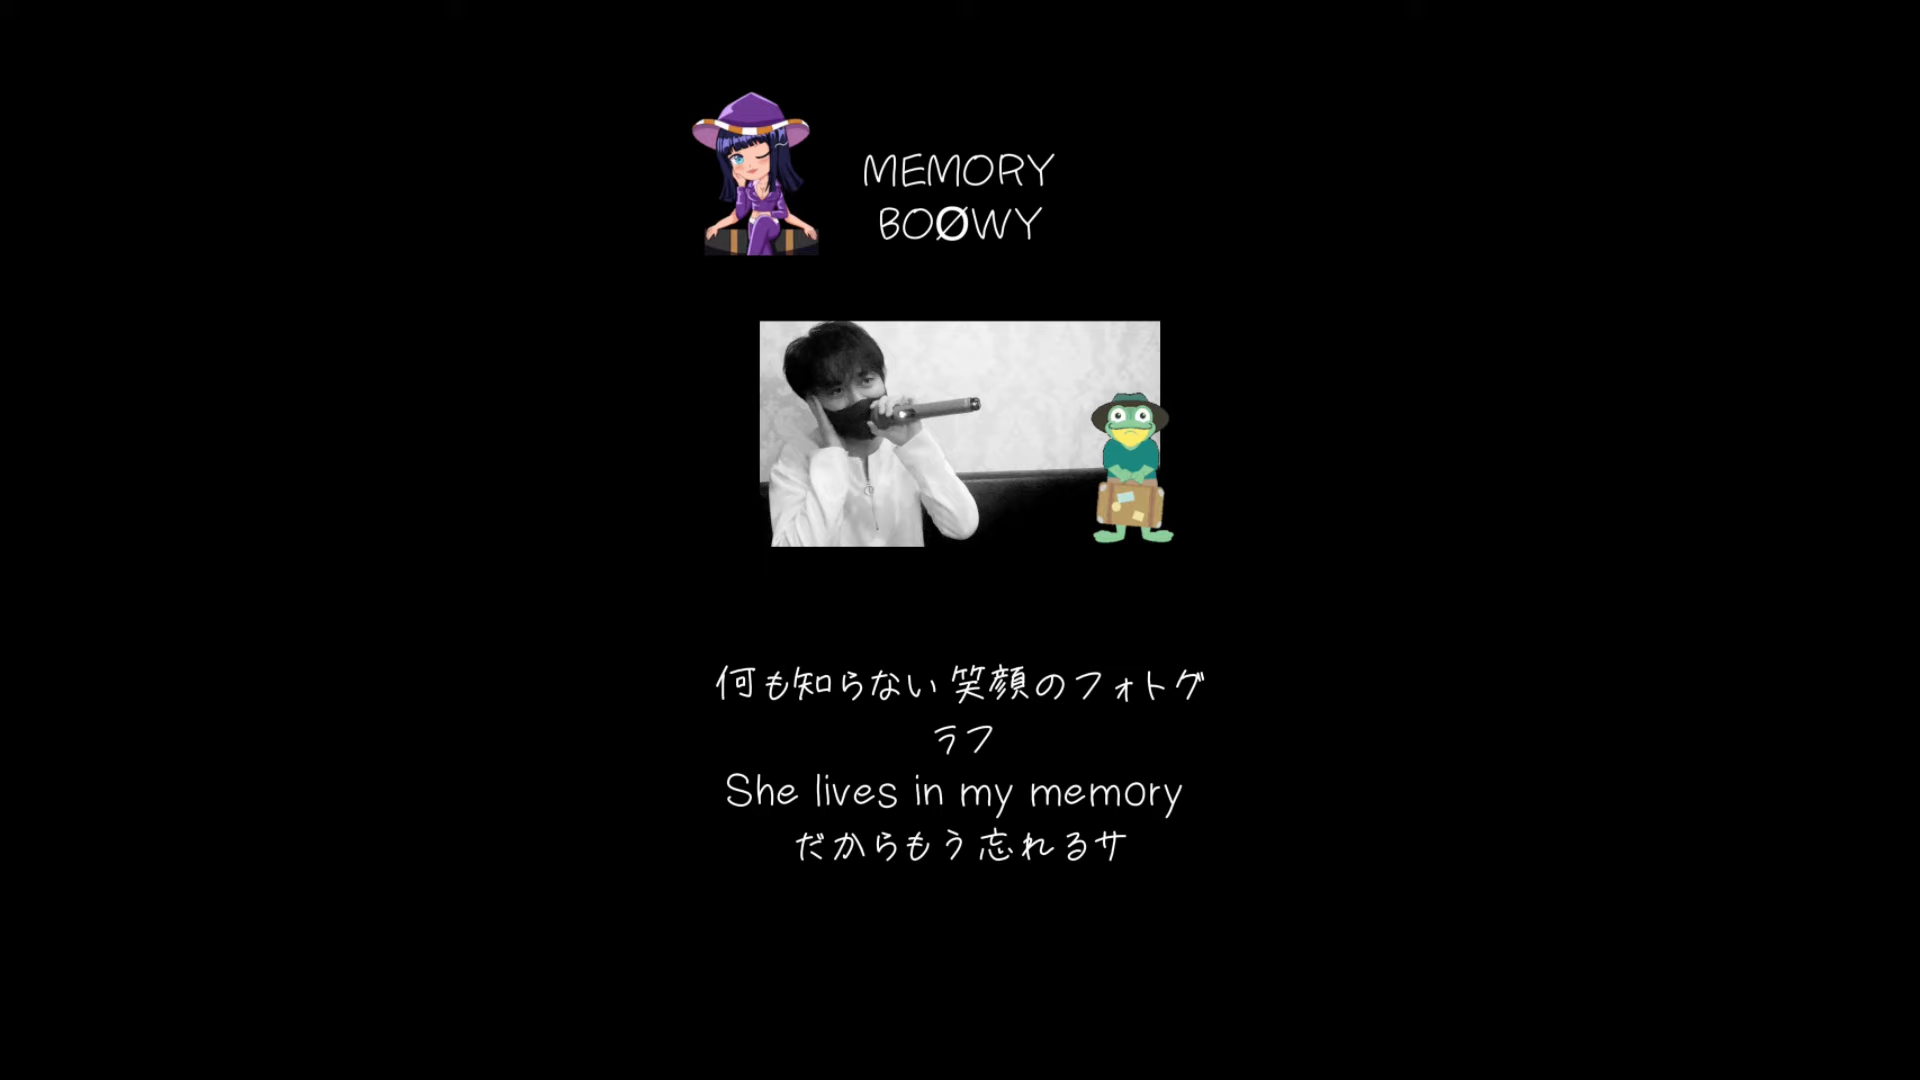 MEMORY
BOØWY
何も知らない 笑顔のフォトグ
ラフ
She lives in my memory
だからもう 忘れるサ